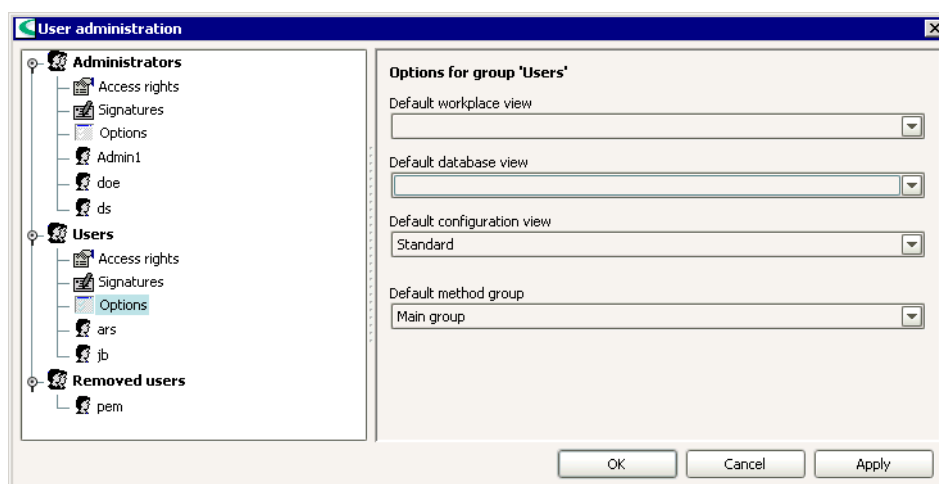 User administration
Administrators
Access rights
Signatures
Options
Admin1
doe
ds
Users
Access rights
Signatures
Options
ars
jb
Removed users
pem
Options for group 'Users'
Default workplace view
Default database view
Default configuration view
Standard
Default method group
Main group
OK Cancel Apply